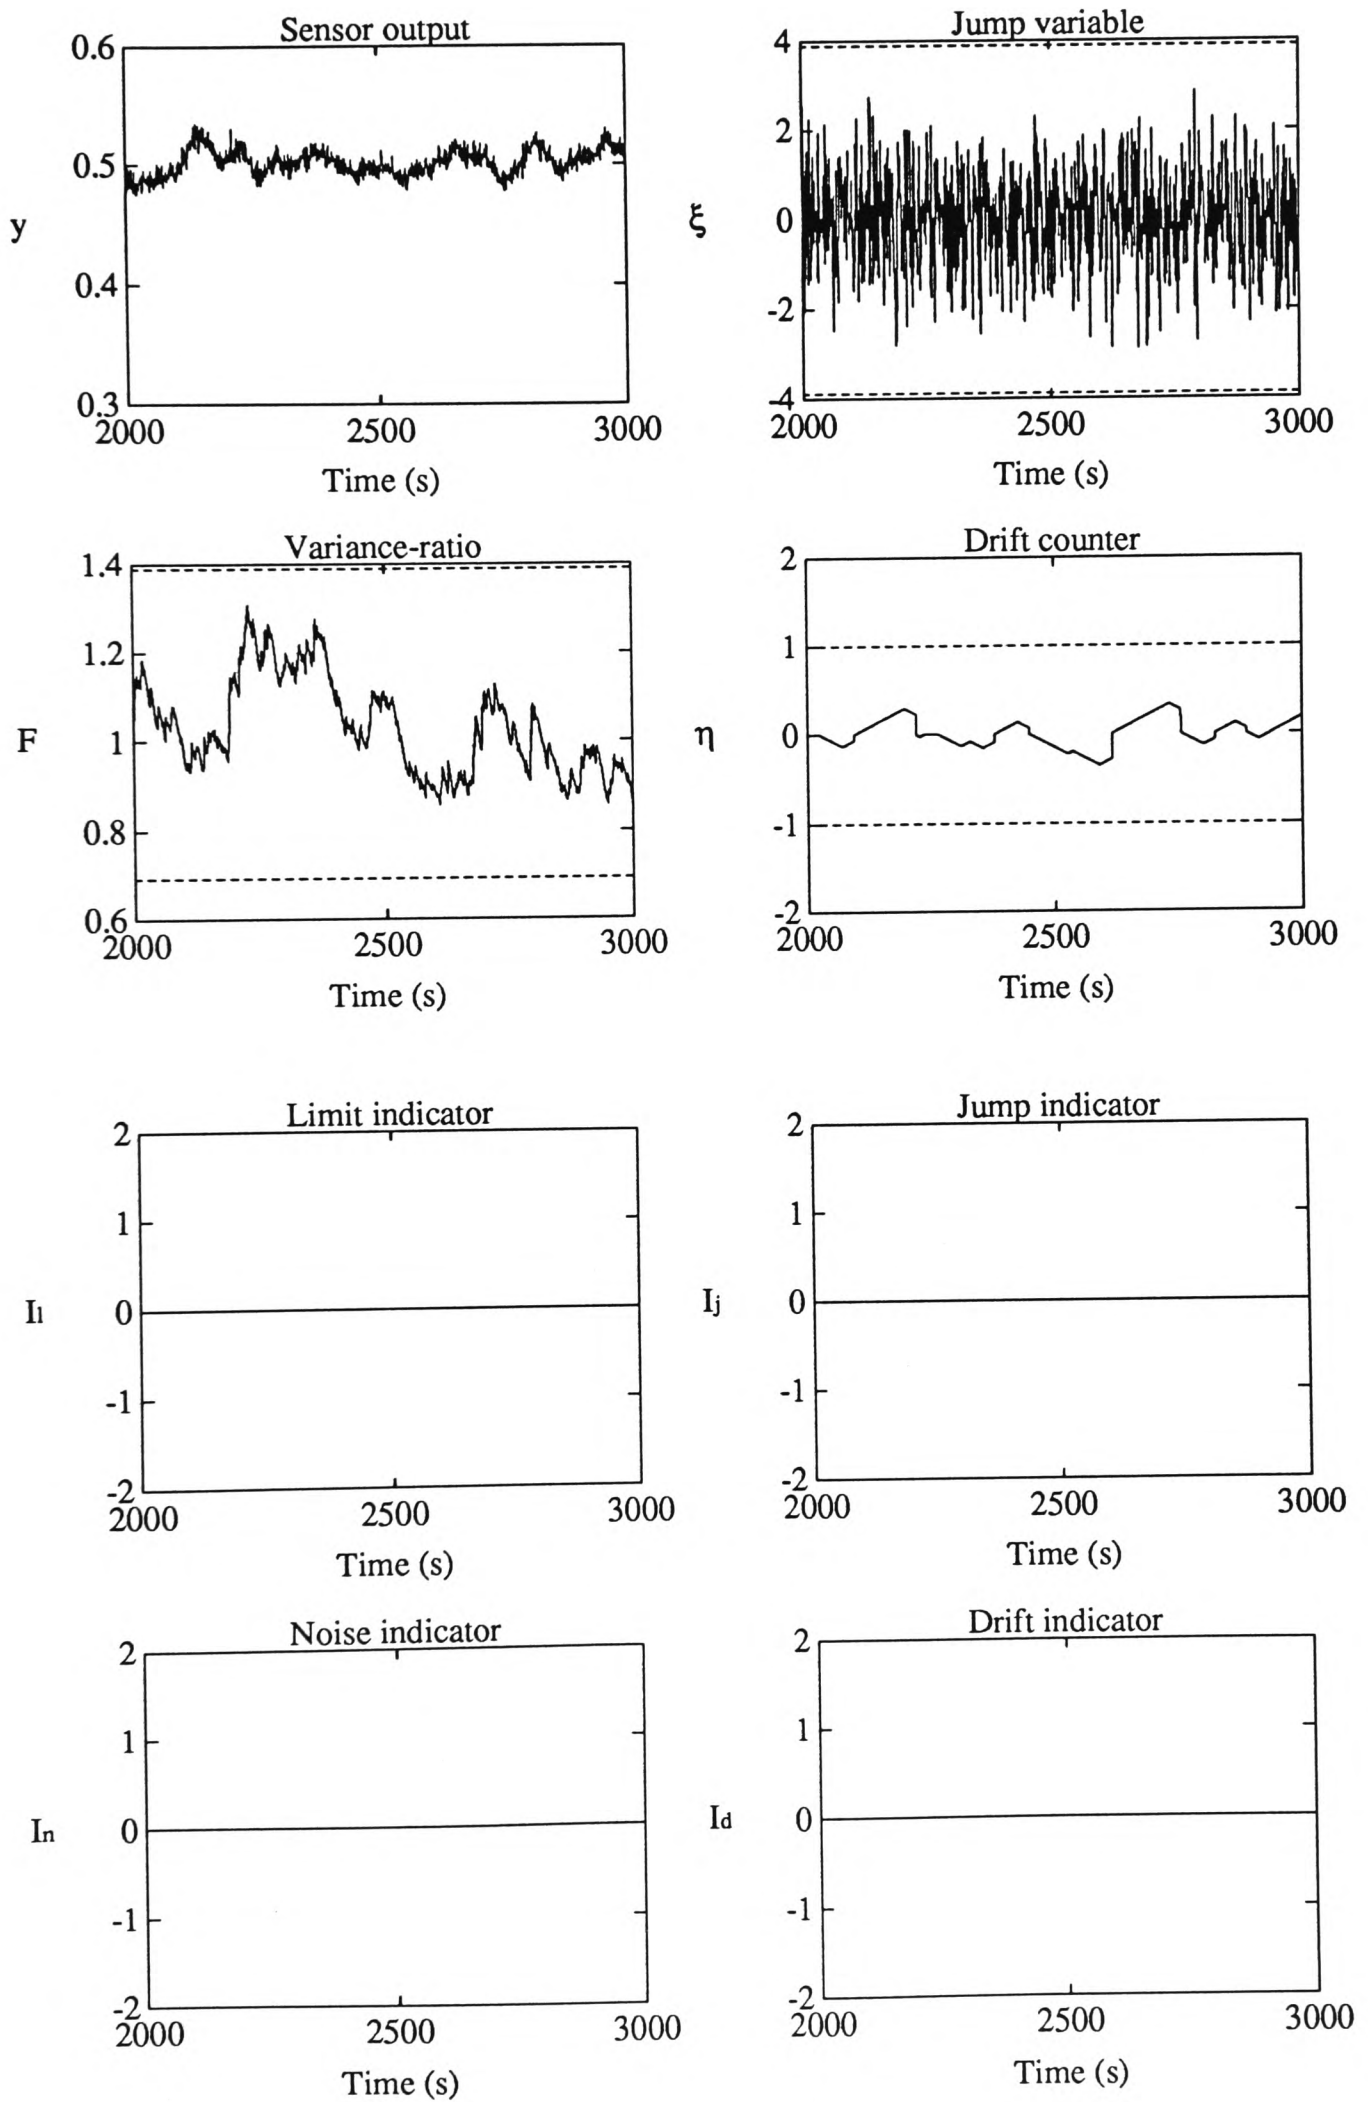 Sensor output
0.6
0.5
0.4
0.3
y
2000 2500 3000
Time (s)
Jump variable
4
2
0
-2
-4
ξ
2000 2500 3000
Time (s)
Variance-ratio
1.4
1.2
1
0.8
0.6
F
2000 2500 3000
Time (s)
Drift counter
2
1
0
-1
-2
η
2000 2500 3000
Time (s)
Limit indicator
2
1
0
-1
-2
Il
2000 2500 3000
Time (s)
Jump indicator
2
1
0
-1
-2
Ij
2000 2500 3000
Time (s)
Noise indicator
2
1
0
-1
-2
In
2000 2500 3000
Time (s)
Drift indicator
2
1
0
-1
-2
Id
2000 2500 3000
Time (s)